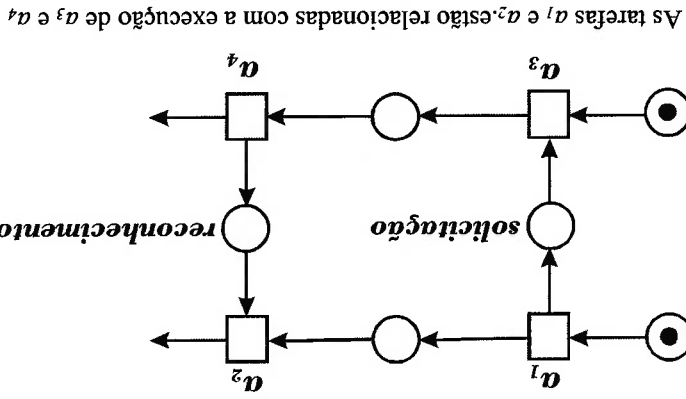 a₁
a₂
solicitação
reconhecimento
a₃
a₄
As tarefas a₁ e a₂.estão relacionadas com a execução de a₃ e a₄